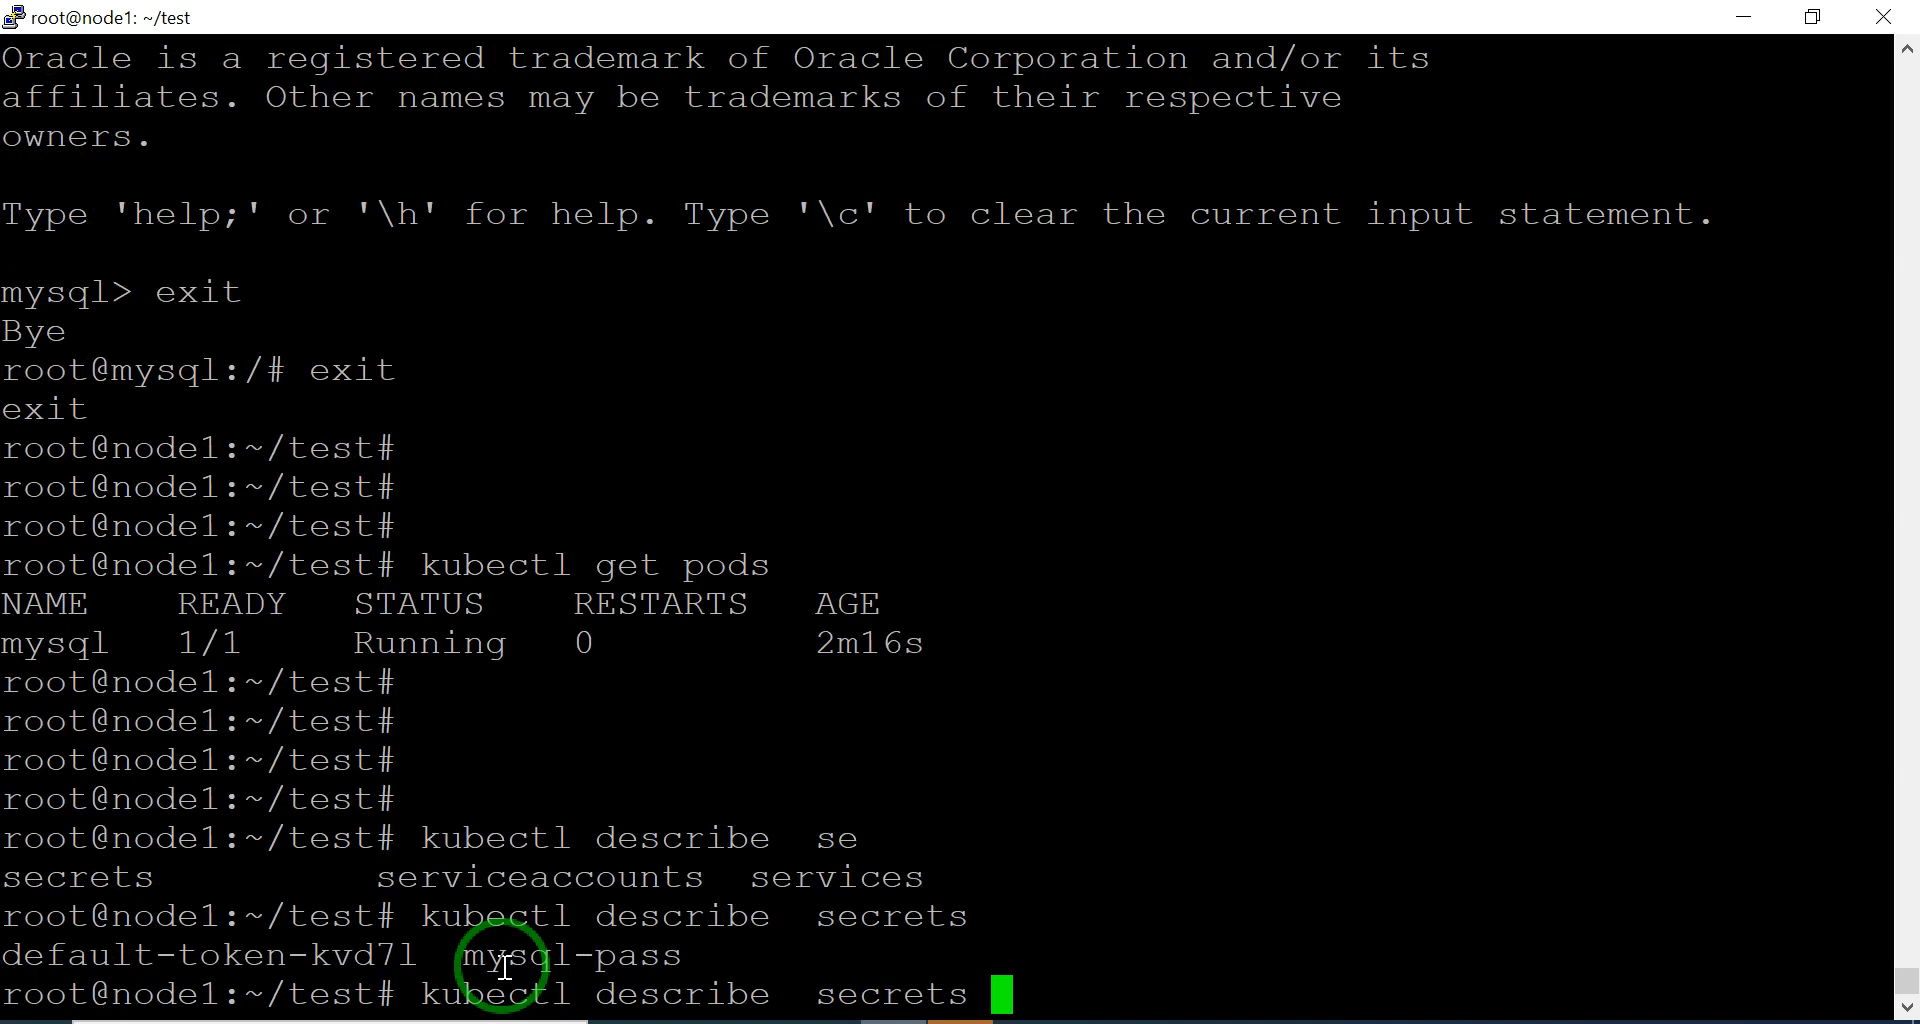 root@node1: ~/test
Oracle is a registered trademark of Oracle Corporation and/or its
affiliates. Other names may be trademarks of their respective
owners.
Type 'help;' or '\h' for help. Type '\c' to clear the current input statement.
mysql> exit
Bye
root@mysql:/# exit
exit
root@node1:~/test#
root@node1:~/test#
root@node1:~/test#
root@node1:~/test# kubectl get pods
NAME    READY   STATUS    RESTARTS   AGE
mysql   1/1     Running   0          2m16s
root@node1:~/test#
root@node1:~/test#
root@node1:~/test#
root@node1:~/test#
root@node1:~/test# kubectl describe  se
secrets          serviceaccounts  services
root@node1:~/test# kubectl describe  secrets
default-token-kvd7l  mysql-pass
root@node1:~/test# kubectl describe  secrets